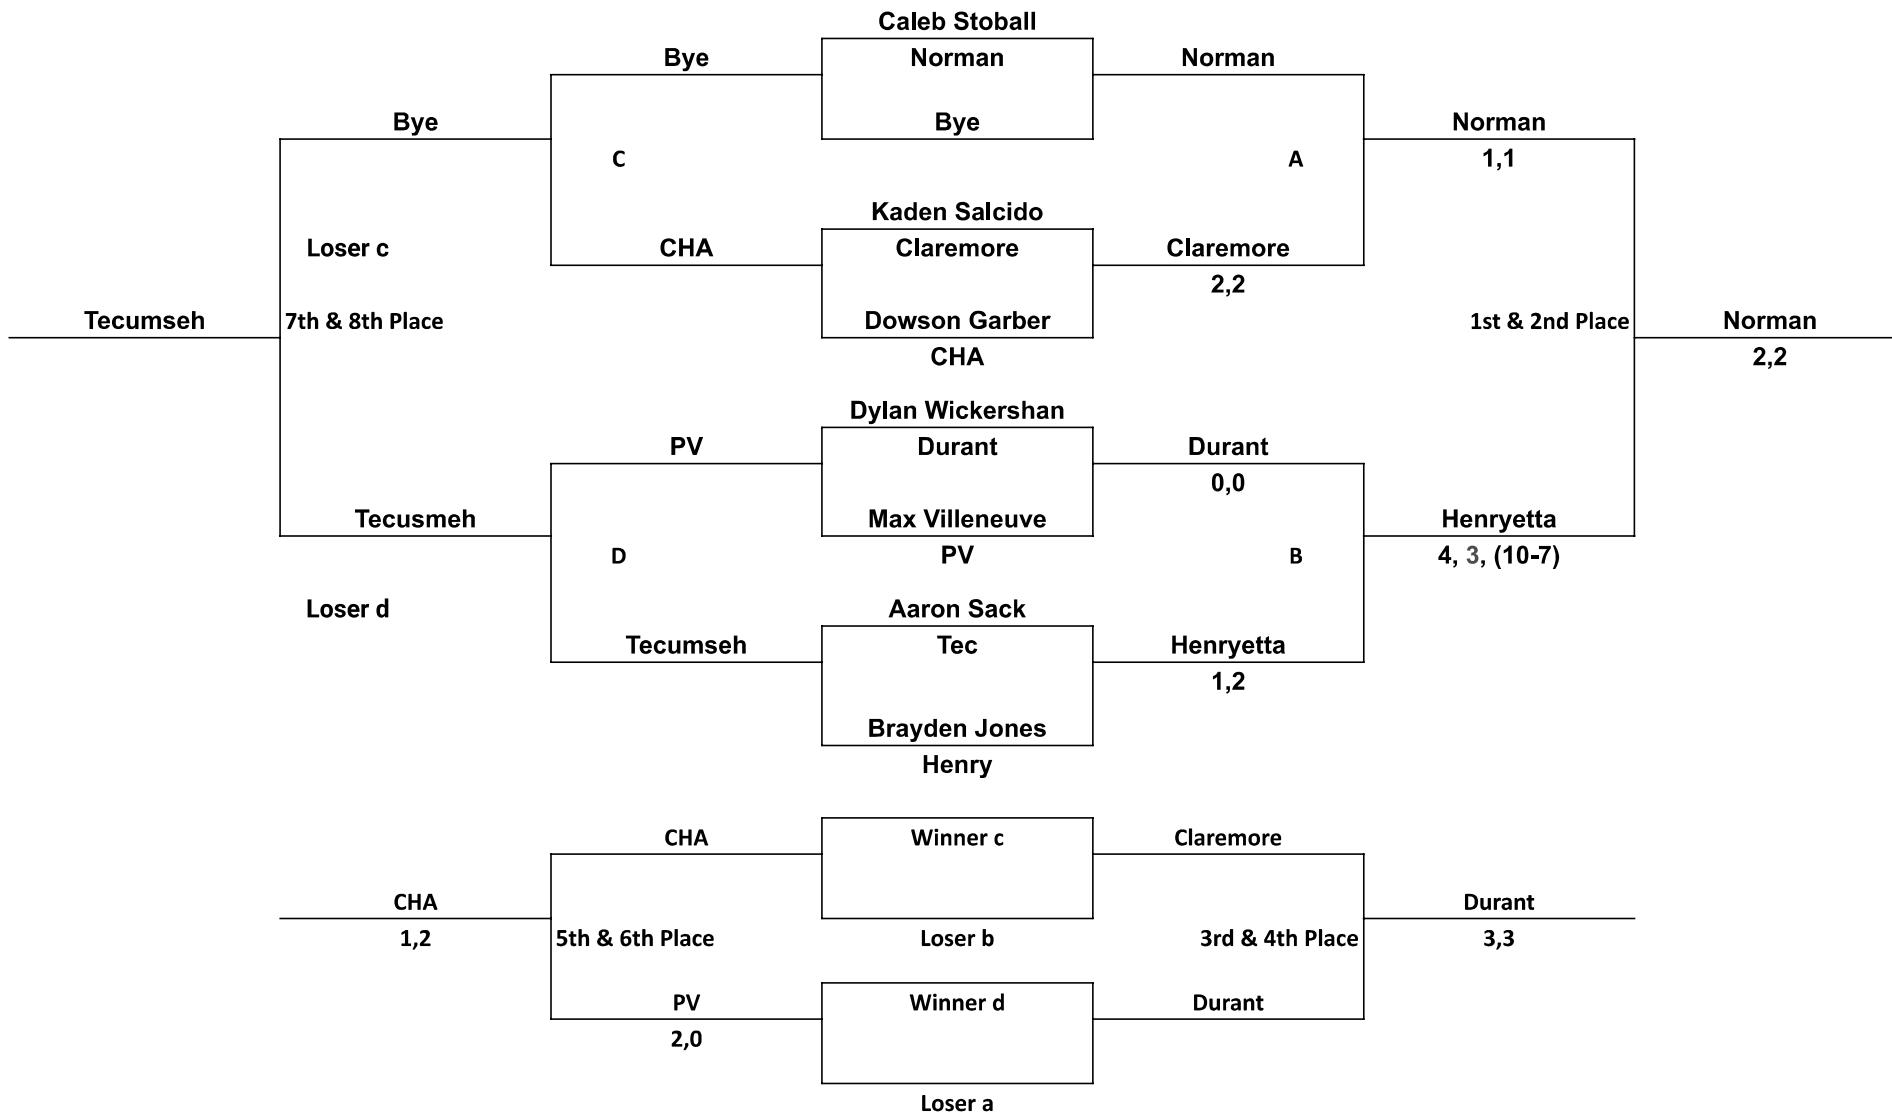 Caleb Stoball
Bye
Norman
Norman
Bye
Bye
Norman
C
A
1,1
Kaden Salcido
Loser c
CHA
Claremore
Claremore
2,2
Tecumseh
7th & 8th Place
Dowson Garber
1st & 2nd Place
Norman
CHA
2,2
Dylan Wickershan
PV
Durant
Durant
0,0
Tecusmeh
Max Villeneuve
Henryetta
D
PV
B
4, 3, (10-7)
Loser d
Aaron Sack
Tecumseh
Tec
Henryetta
1,2
Brayden Jones
Henry
CHA
Winner c
Claremore
CHA
Durant
1,2
5th & 6th Place
Loser b
3rd & 4th Place
3,3
PV
Winner d
Durant
2,0
Loser a